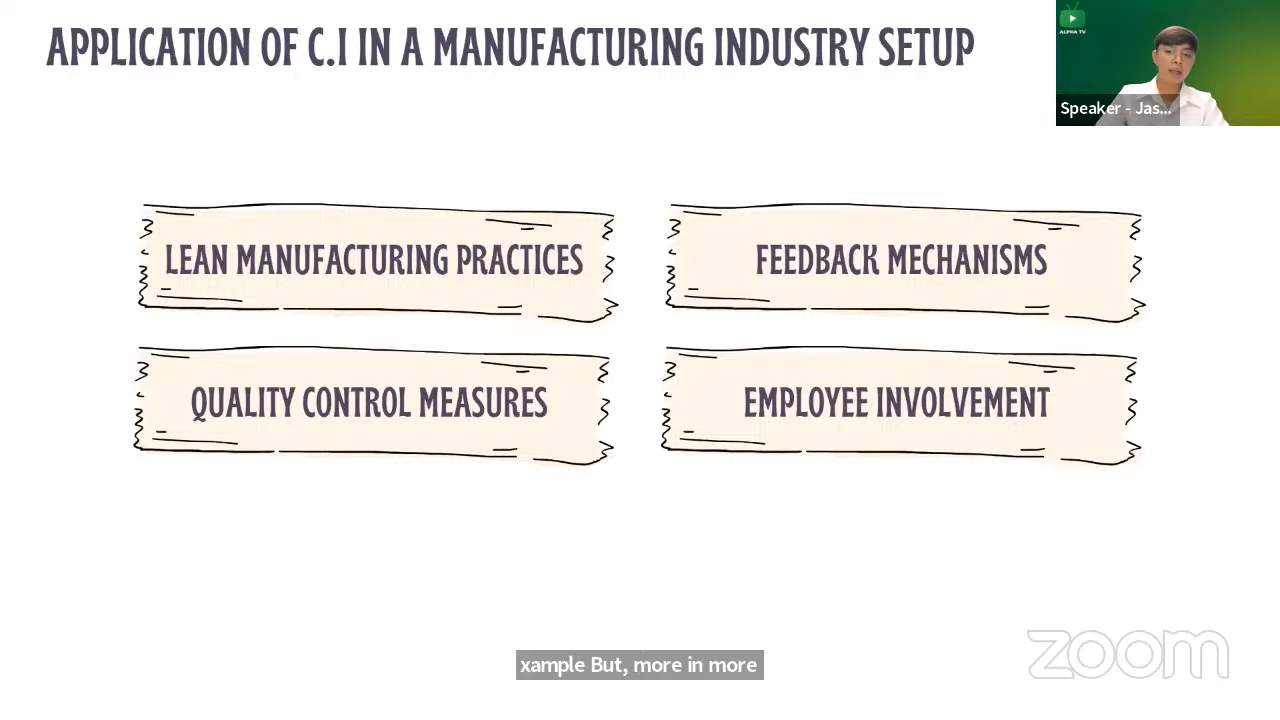 APPLICATION OF C.I IN A MANUFACTURING INDUSTRY SETUP
ALPHA TV
Speaker - Jas...
LEAN MANUFACTURING PRACTICES
FEEDBACK MECHANISMS
QUALITY CONTROL MEASURES
EMPLOYEE INVOLVEMENT
xample But, more in more
zoom